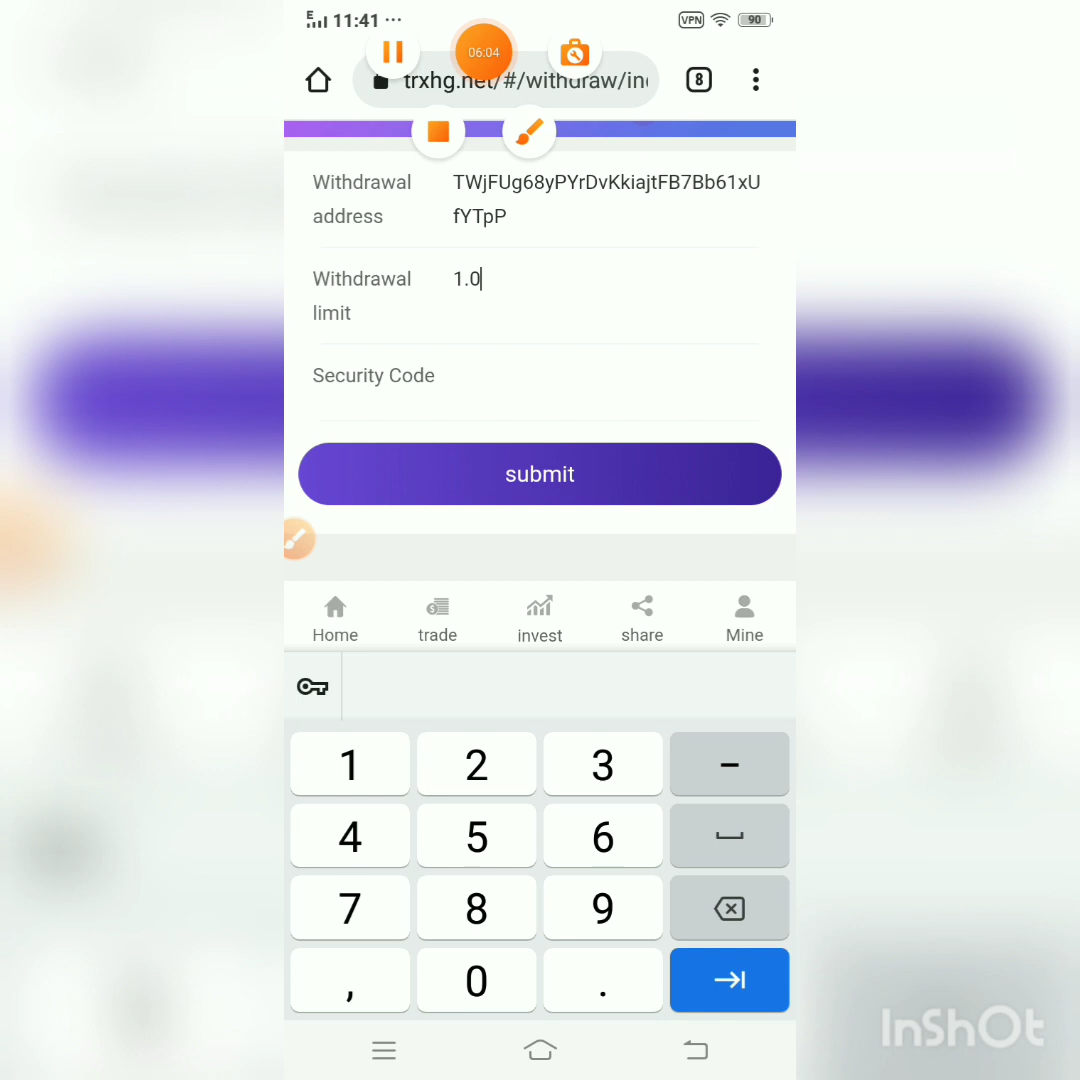 E 11:41 ... VPN 90
06:04
trxhg.net/#/withdraw/in
8
Withdrawal address
TWjFUg68yPYrDvKkiajtFB7Bb61xU
fYTpP
Withdrawal limit
1.0
Security Code
submit
Home trade invest share Mine
1 2 3 -
4 5 6
7 8 9
, 0 .
InShOt